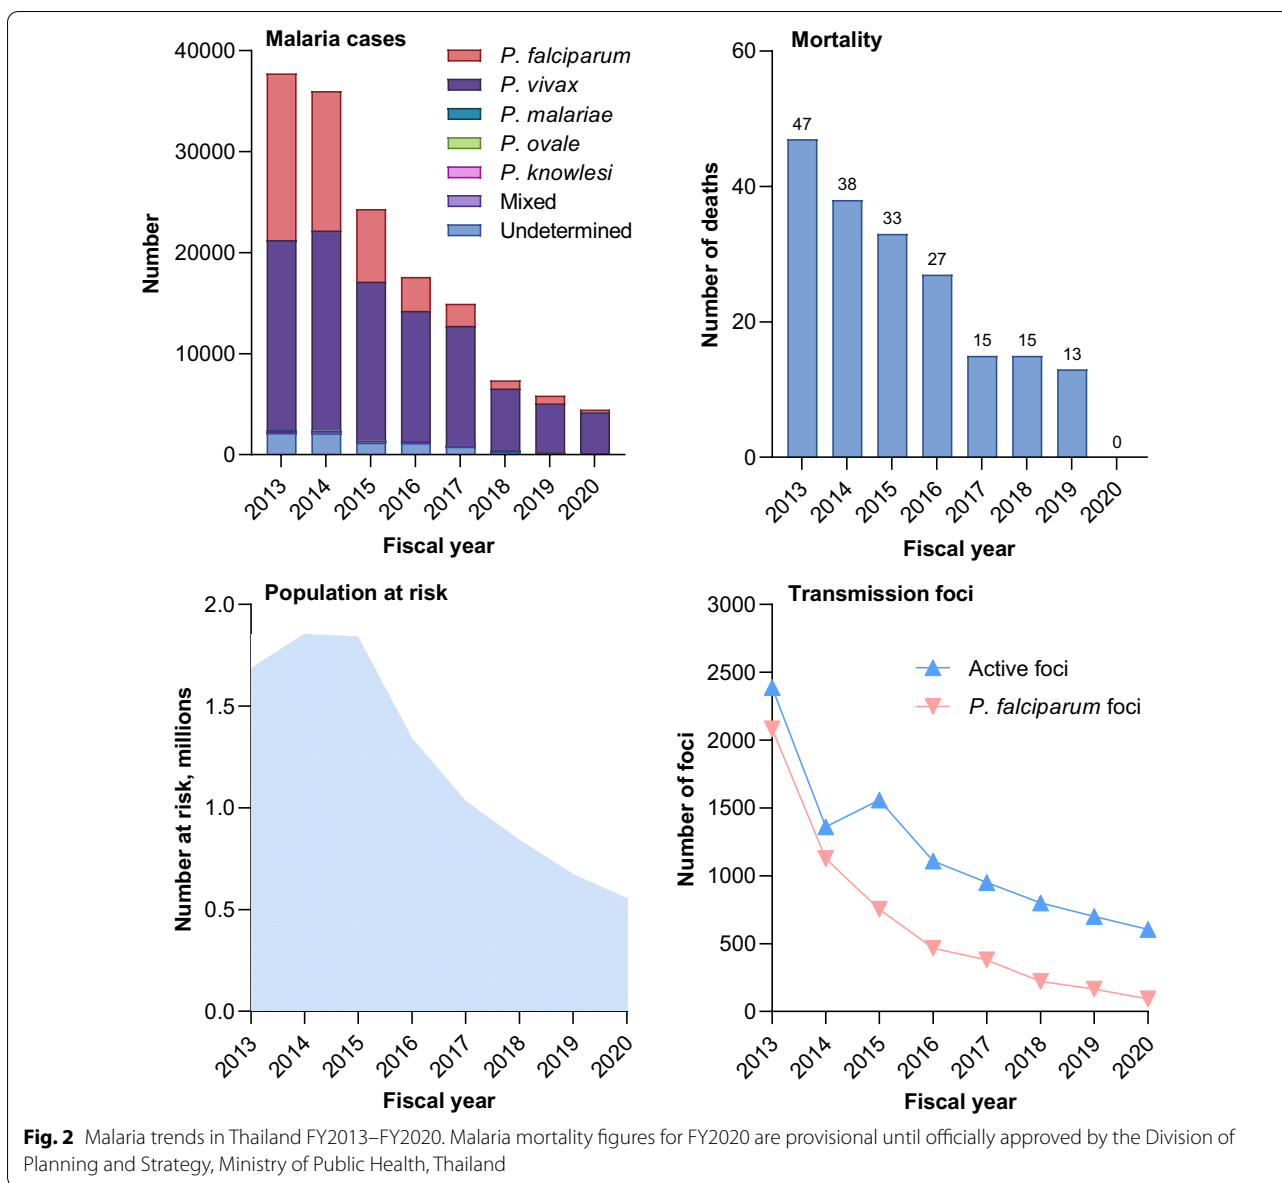 Malaria cases
40000
30000
20000
10000
0
Number
P. falciparum
P. vivax
P. malariae
P. ovale
P. knowlesi
Mixed
Undetermined
2013
2014
2015
2016
2017
2018
2019
2020
Fiscal year
Mortality
60
40
20
0
Number of deaths
47
38
33
27
15
15
13
0
2013
2014
2015
2016
2017
2018
2019
2020
Fiscal year
Population at risk
2.0
1.5
1.0
0.5
0.0
Number at risk, millions
2013
2014
2015
2016
2017
2018
2019
2020
Fiscal year
Transmission foci
3000
2500
2000
1500
1000
500
0
Number of foci
Active foci
P. falciparum foci
2013
2014
2015
2016
2017
2018
2019
2020
Fiscal year
Fig. 2 Malaria trends in Thailand FY2013–FY2020. Malaria mortality figures for FY2020 are provisional until officially approved by the Division of
Planning and Strategy, Ministry of Public Health, Thailand